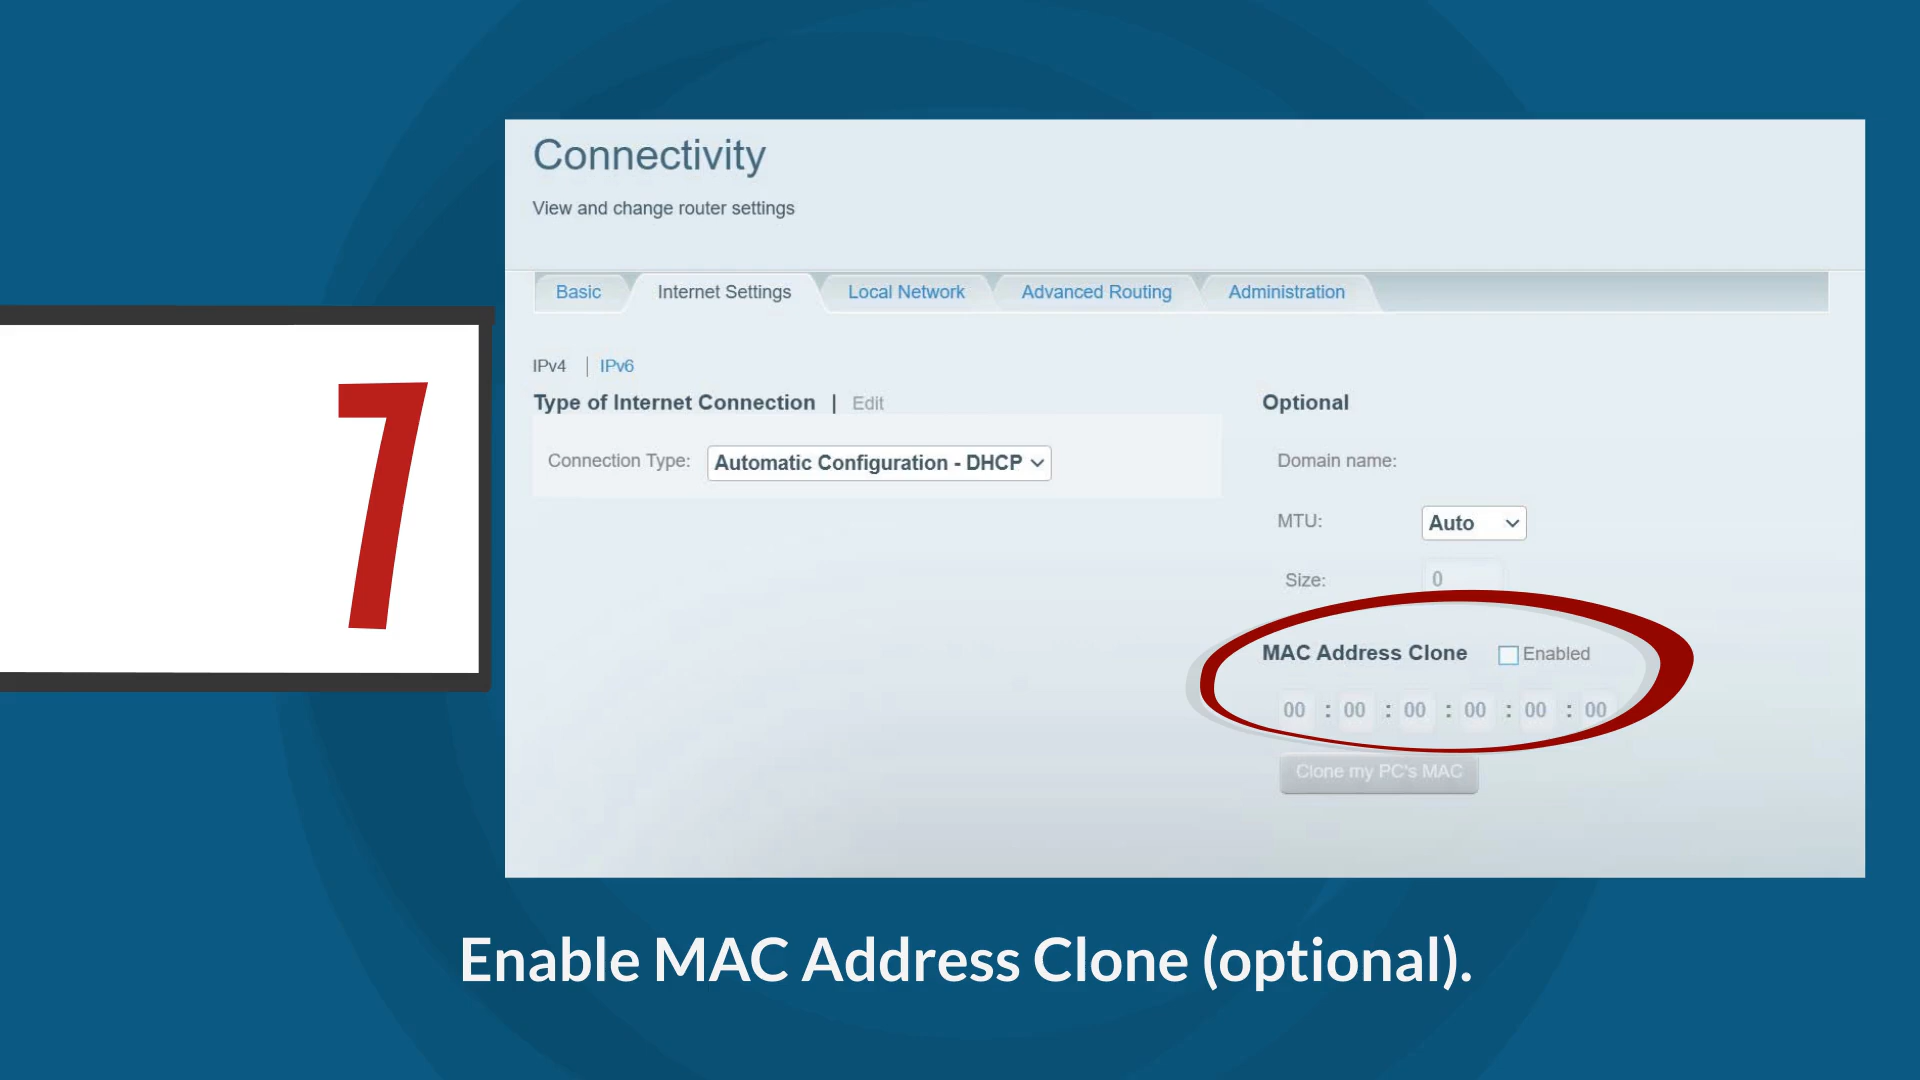 Connectivity
View and change router settings
Basic Internet Settings Local Network Advanced Routing Administration
7
IPv4 | IPv6
Type of Internet Connection | Edit
Connection Type: Automatic Configuration - DHCP
Optional
Domain name:
MTU: Auto
Size: 0
MAC Address Clone Enabled
00 : 00 : 00 : 00 : 00 : 00
Clone my PC's MAC
Enable MAC Address Clone (optional).